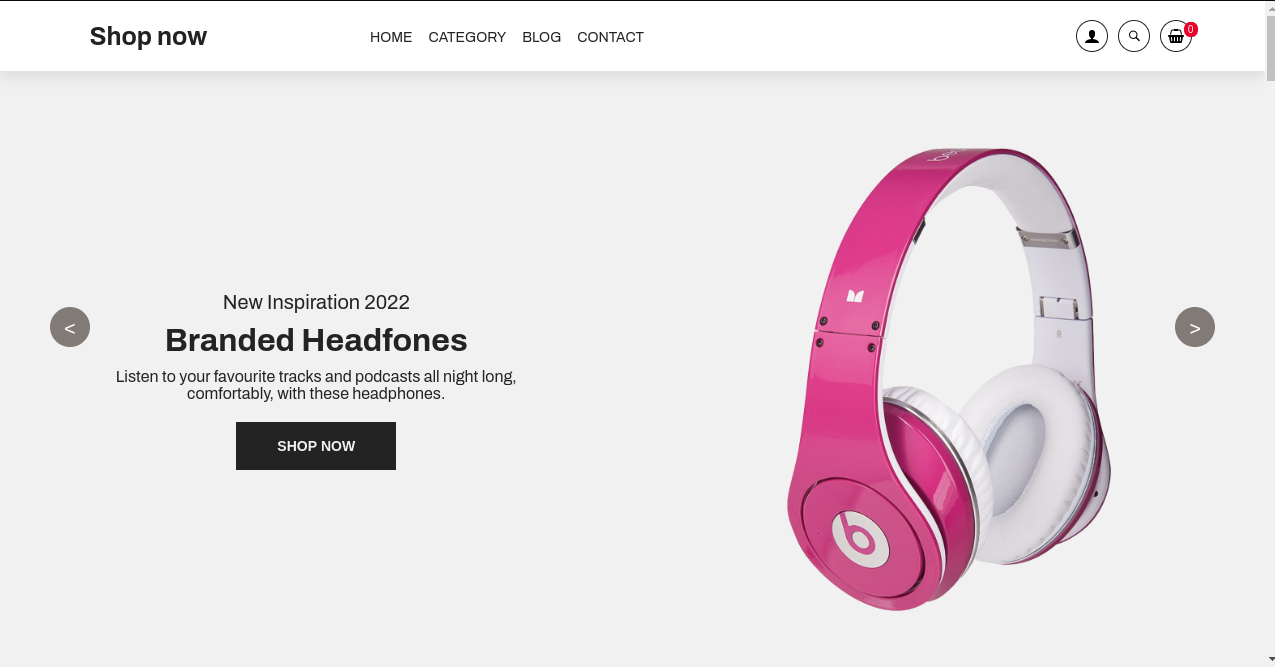 Shop now
HOME CATEGORY BLOG CONTACT
0
New Inspiration 2022
Branded Headfones
Listen to your favourite tracks and podcasts all night long,
comfortably, with these headphones.
SHOP NOW
<
>
R
b